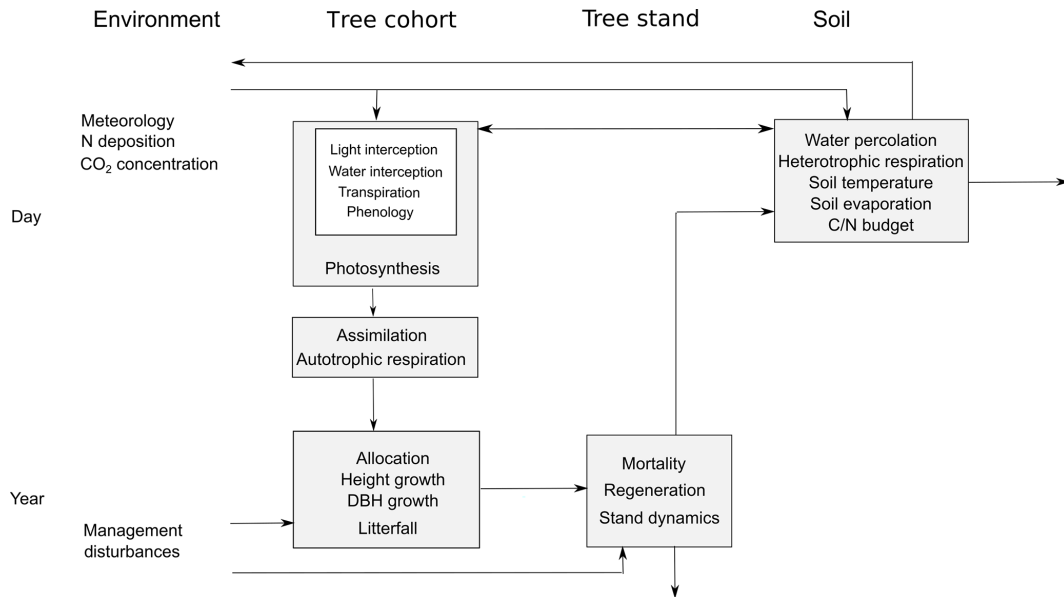 Environment
Tree cohort
Tree stand
Soil
Meteorology
N deposition
CO₂ concentration
Day
Light interception
Water interception
Transpiration
Phenology
Photosynthesis
Water percolation
Heterotrophic respiration
Soil temperature
Soil evaporation
C/N budget
Assimilation
Autotrophic respiration
Year
Allocation
Height growth
DBH growth
Litterfall
Mortality
Regeneration
Stand dynamics
Management
disturbances